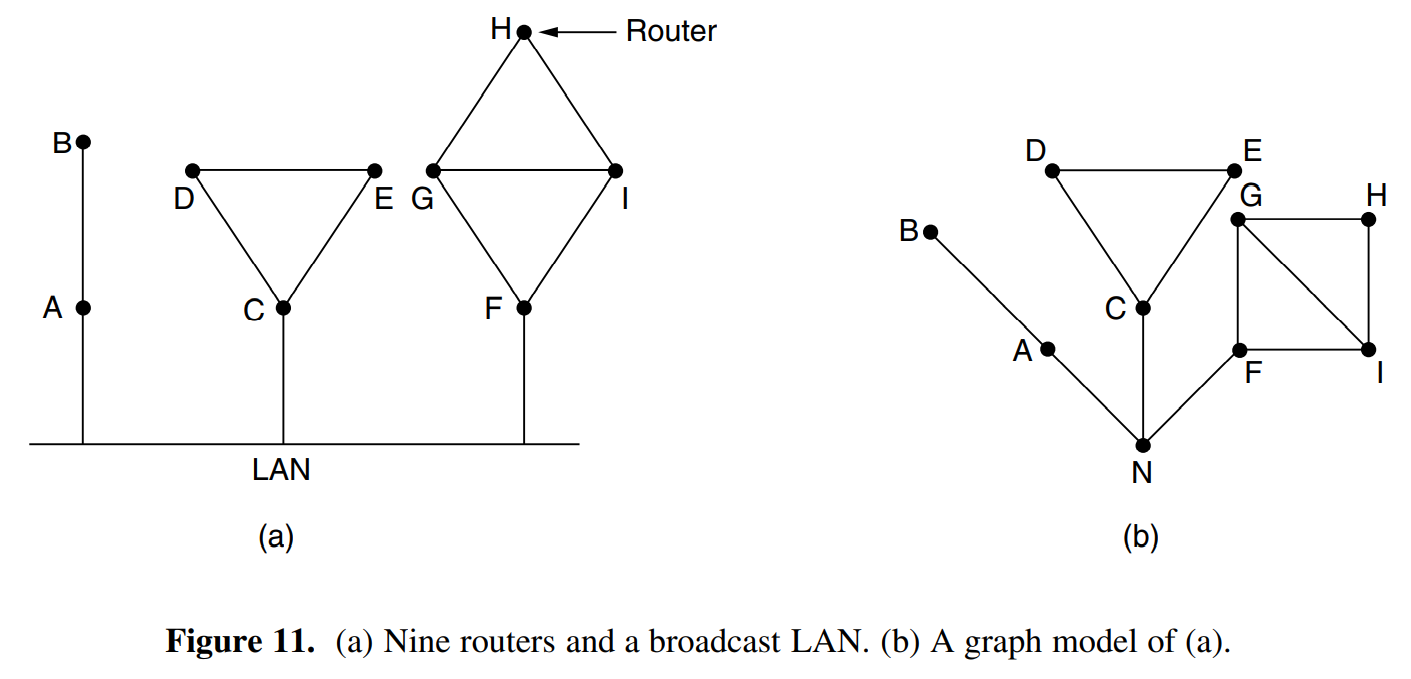 H
Router
B
D
E
G
I
A
C
F
LAN
(a)
D
E
G
H
B
C
A
F
I
N
(b)
Figure 11. (a) Nine routers and a broadcast LAN. (b) A graph model of (a).